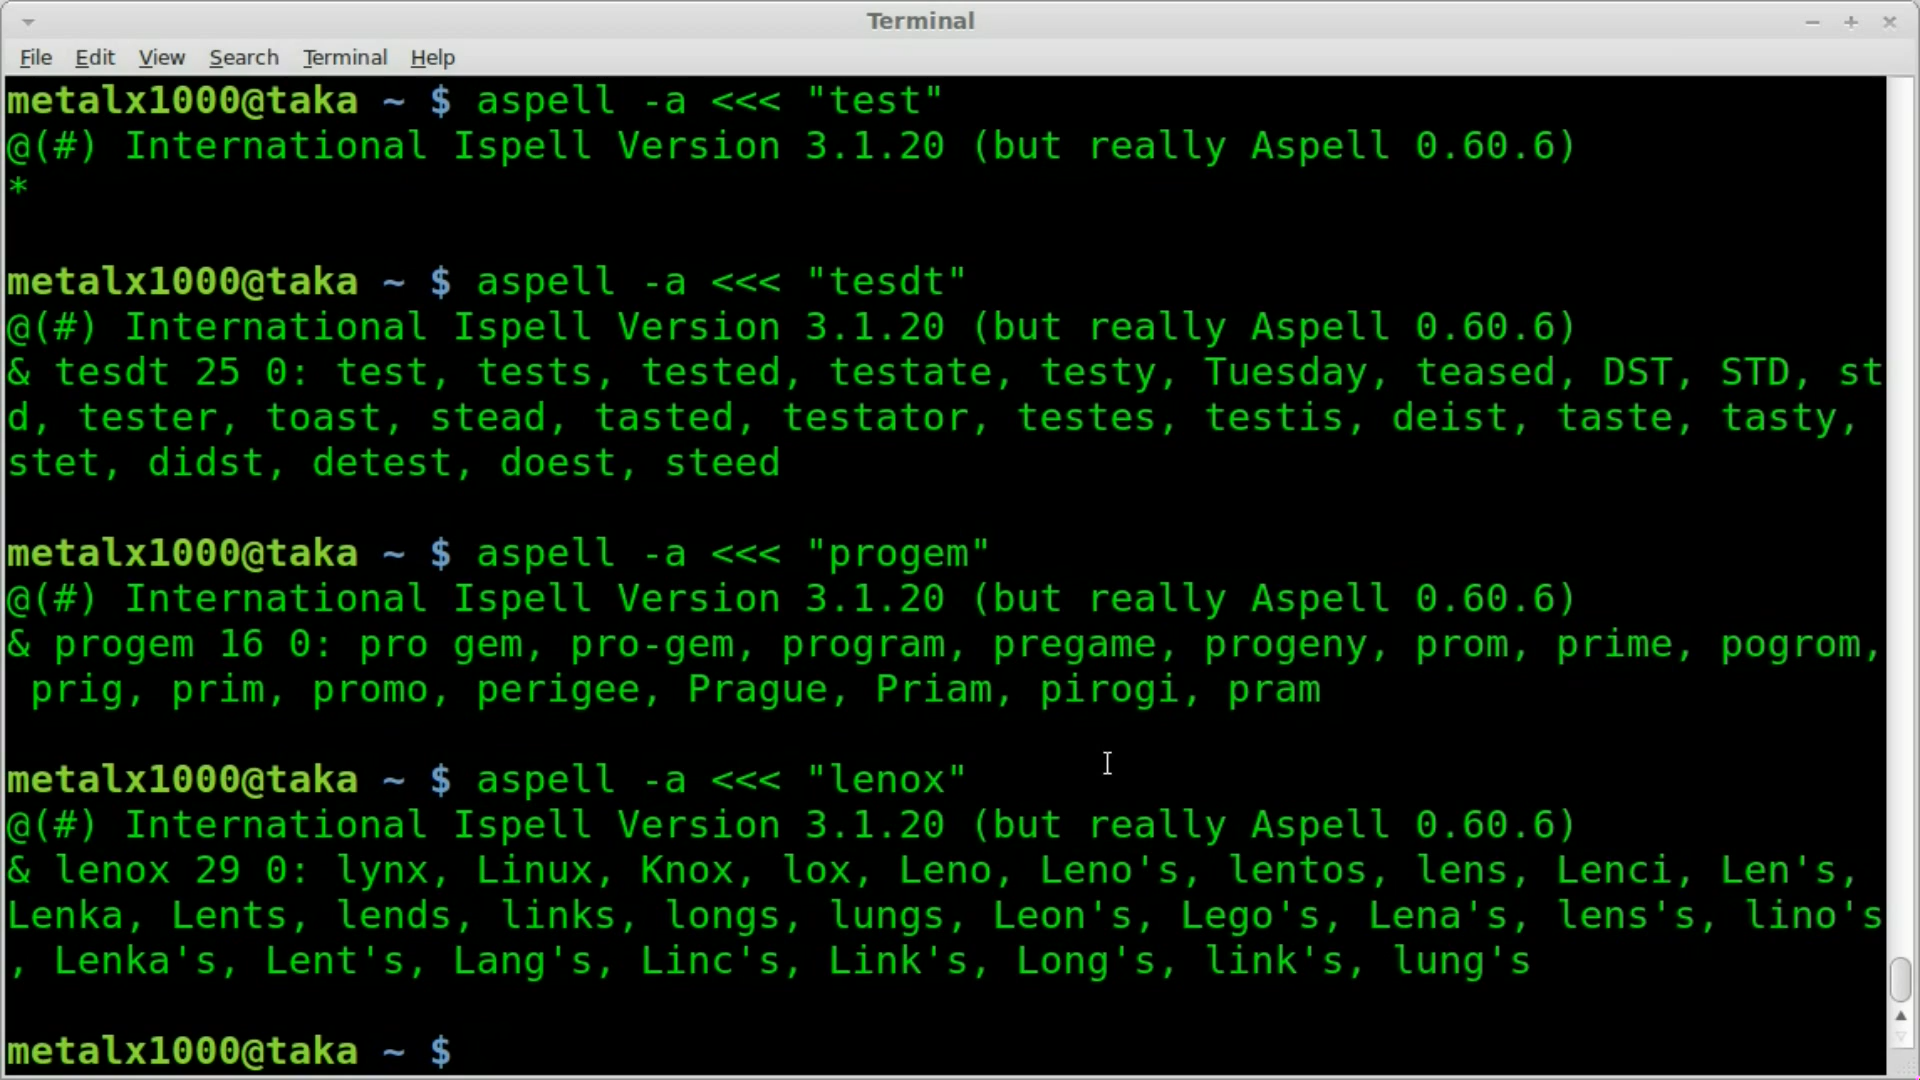 Terminal
File Edit View Search Terminal Help
metalx1000@taka ~ $ aspell -a <<< "test"
@(#) International Ispell Version 3.1.20 (but really Aspell 0.60.6)
*
metalx1000@taka ~ $ aspell -a <<< "tesdt"
@(#) International Ispell Version 3.1.20 (but really Aspell 0.60.6)
& tesdt 25 0: test, tests, tested, testate, testy, Tuesday, teased, DST, STD, st
d, tester, toast, stead, tasted, testator, testes, testis, deist, taste, tasty,
stet, didst, detest, doest, steed
metalx1000@taka ~ $ aspell -a <<< "progem"
@(#) International Ispell Version 3.1.20 (but really Aspell 0.60.6)
& progem 16 0: pro gem, pro-gem, program, pregame, progeny, prom, prime, pogrom,
 prig, prim, promo, perigee, Prague, Priam, pirogi, pram
metalx1000@taka ~ $ aspell -a <<< "lenox"
@(#) International Ispell Version 3.1.20 (but really Aspell 0.60.6)
& lenox 29 0: lynx, Linux, Knox, lox, Leno, Leno's, lentos, lens, Lenci, Len's,
Lenka, Lents, lends, links, longs, lungs, Leon's, Lego's, Lena's, lens's, lino's
, Lenka's, Lent's, Lang's, Linc's, Link's, Long's, link's, lung's
metalx1000@taka ~ $